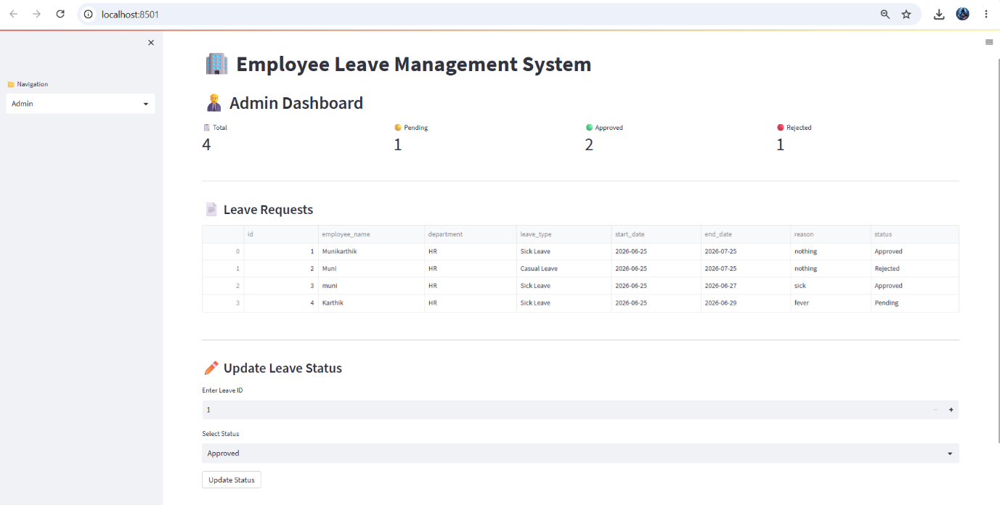 localhost:8501
Navigation
Admin
Employee Leave Management System
Admin Dashboard
Total Pending Approved Rejected
4 1 2 1
Leave Requests
id employee_name department leave_type start_date end_date reason status
0 1 Munikarthik HR Sick Leave 2026-06-25 2026-07-25 nothing Approved
1 2 Muni HR Casual Leave 2026-06-25 2026-07-25 nothing Rejected
2 3 muni HR Sick Leave 2026-06-25 2026-06-27 sick Approved
3 4 Karthik HR Sick Leave 2026-06-25 2026-06-29 fever Pending
Update Leave Status
Enter Leave ID
1
Select Status
Approved
Update Status